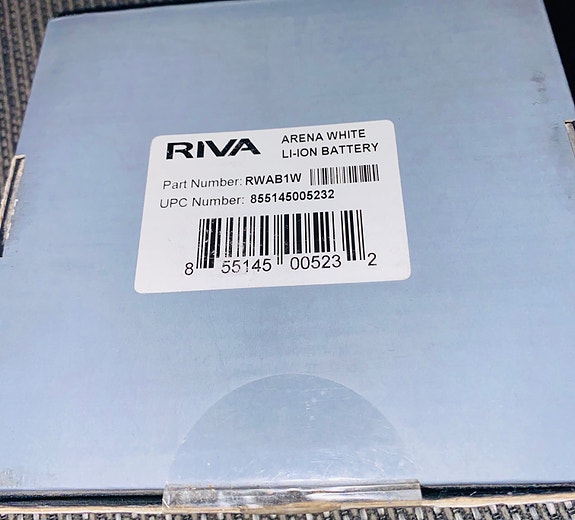 RIVA ARENA WHITE
LI-ION BATTERY
Part Number: RWAB1W
UPC Number: 855145005232
8 55145 00523 2